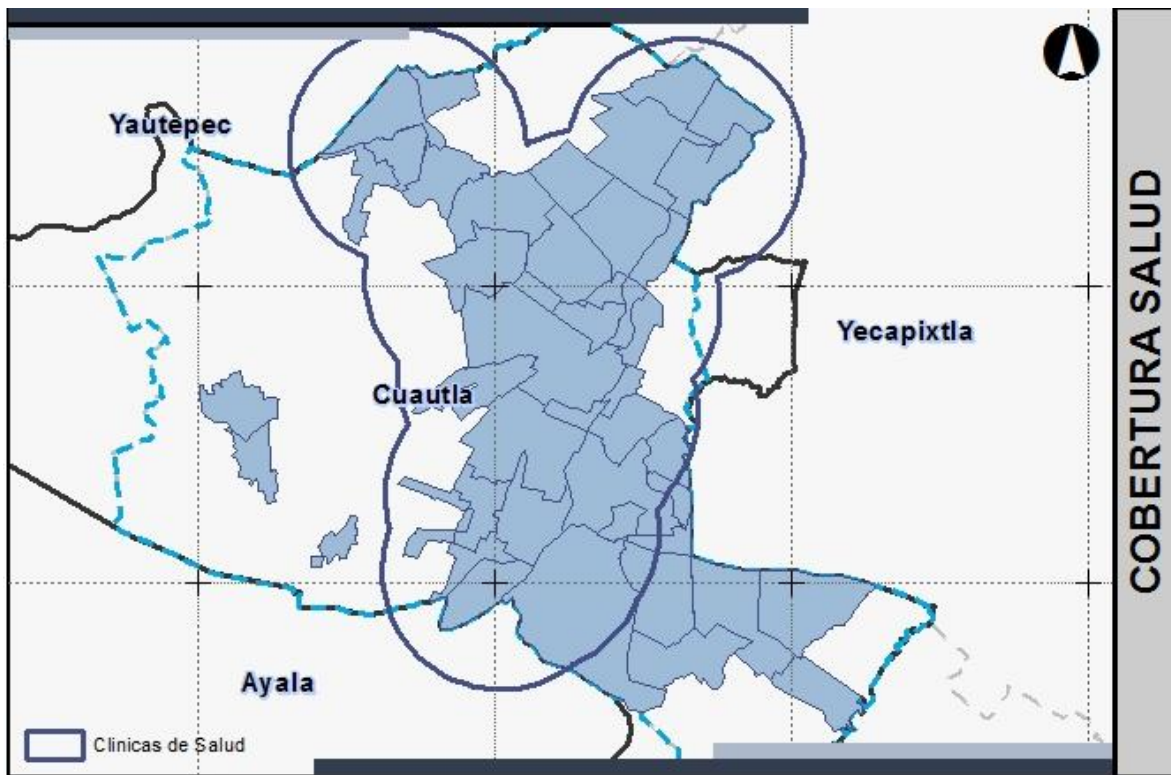 Yautepec
Yecapixtla
Cuautla
Ayala
Clinicas de Salud
COBERTURA SALUD